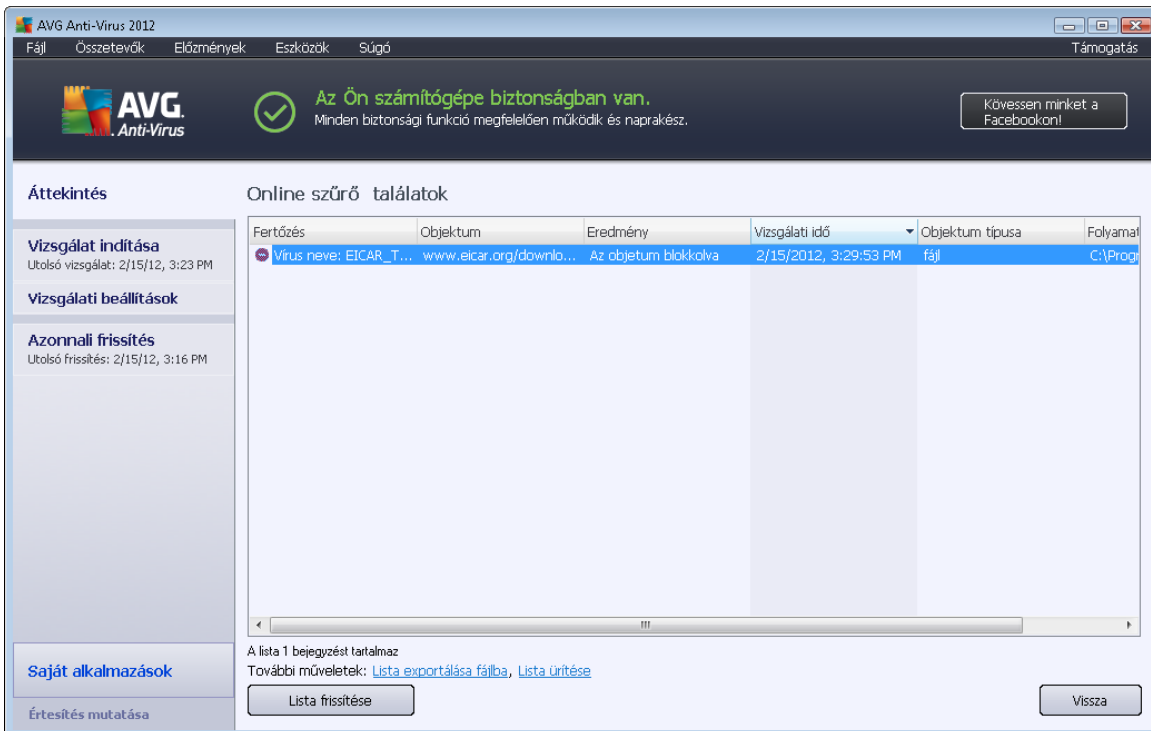 AVG Anti-Virus 2012
Fájl Összetevők Előzmények Eszközök Súgó Támogatás
AVG.
Anti-Virus
Az Ön számítógépe biztonságban van.
Minden biztonsági funkció megfelelően működik és naprakész.
Kövessen minket a
Facebookon!
Áttekintés
Vizsgálat indítása
Utolsó vizsgálat: 2/15/12, 3:23 PM
Vizsgálati beállítások
Azonnali frissítés
Utolsó frissítés: 2/15/12, 3:16 PM
Saját alkalmazások
Értesítés mutatása
Online szűrő találatok
Fertőzés Objektum Eredmény Vizsgálati idő Objektum típusa Folyamat
Vírus neve: EICAR_T... www.eicar.org/downlo... Az objetum blokkolva 2/15/2012, 3:29:53 PM fájl C:\Progr
A lista 1 bejegyzést tartalmaz
További műveletek: Lista exportálása fájlba, Lista ürítése
Lista frissítése Vissza